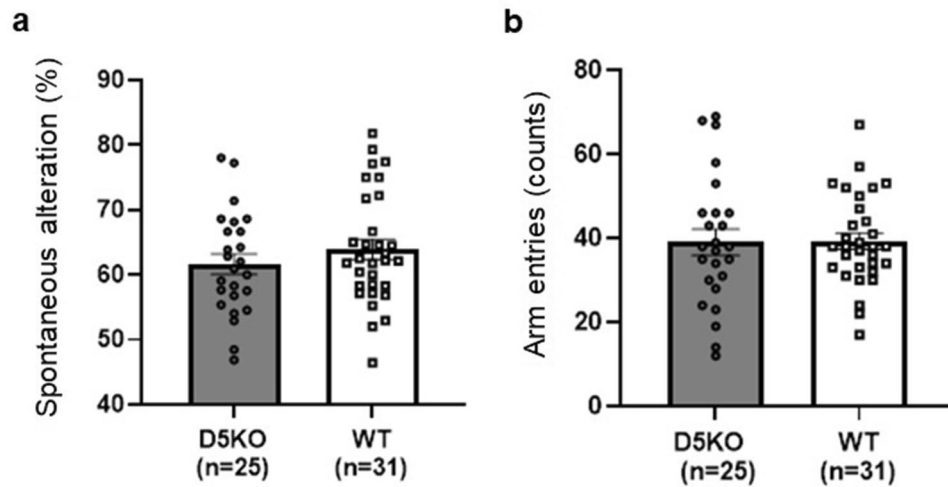 a
Spontaneous alteration (%)
90
80
70
60
50
40
D5KO
(n=25)
WT
(n=31)
b
Arm entries (counts)
80
60
40
20
0
D5KO
(n=25)
WT
(n=31)